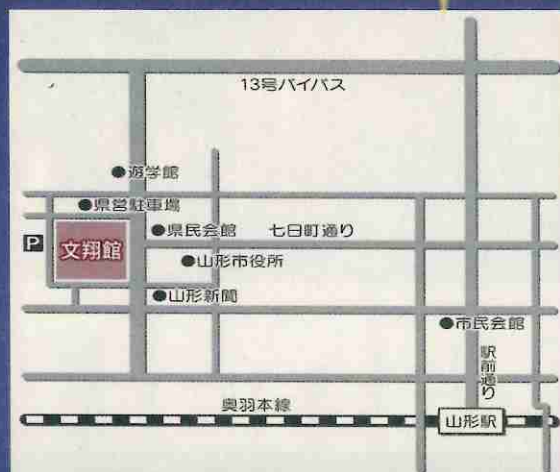 13号バイパス
遊学館
県営駐車場
県民会館
七日町通り
P
文翔館
山形市役所
山形新聞
市民会館
駅前通り
奥羽本線
山形駅